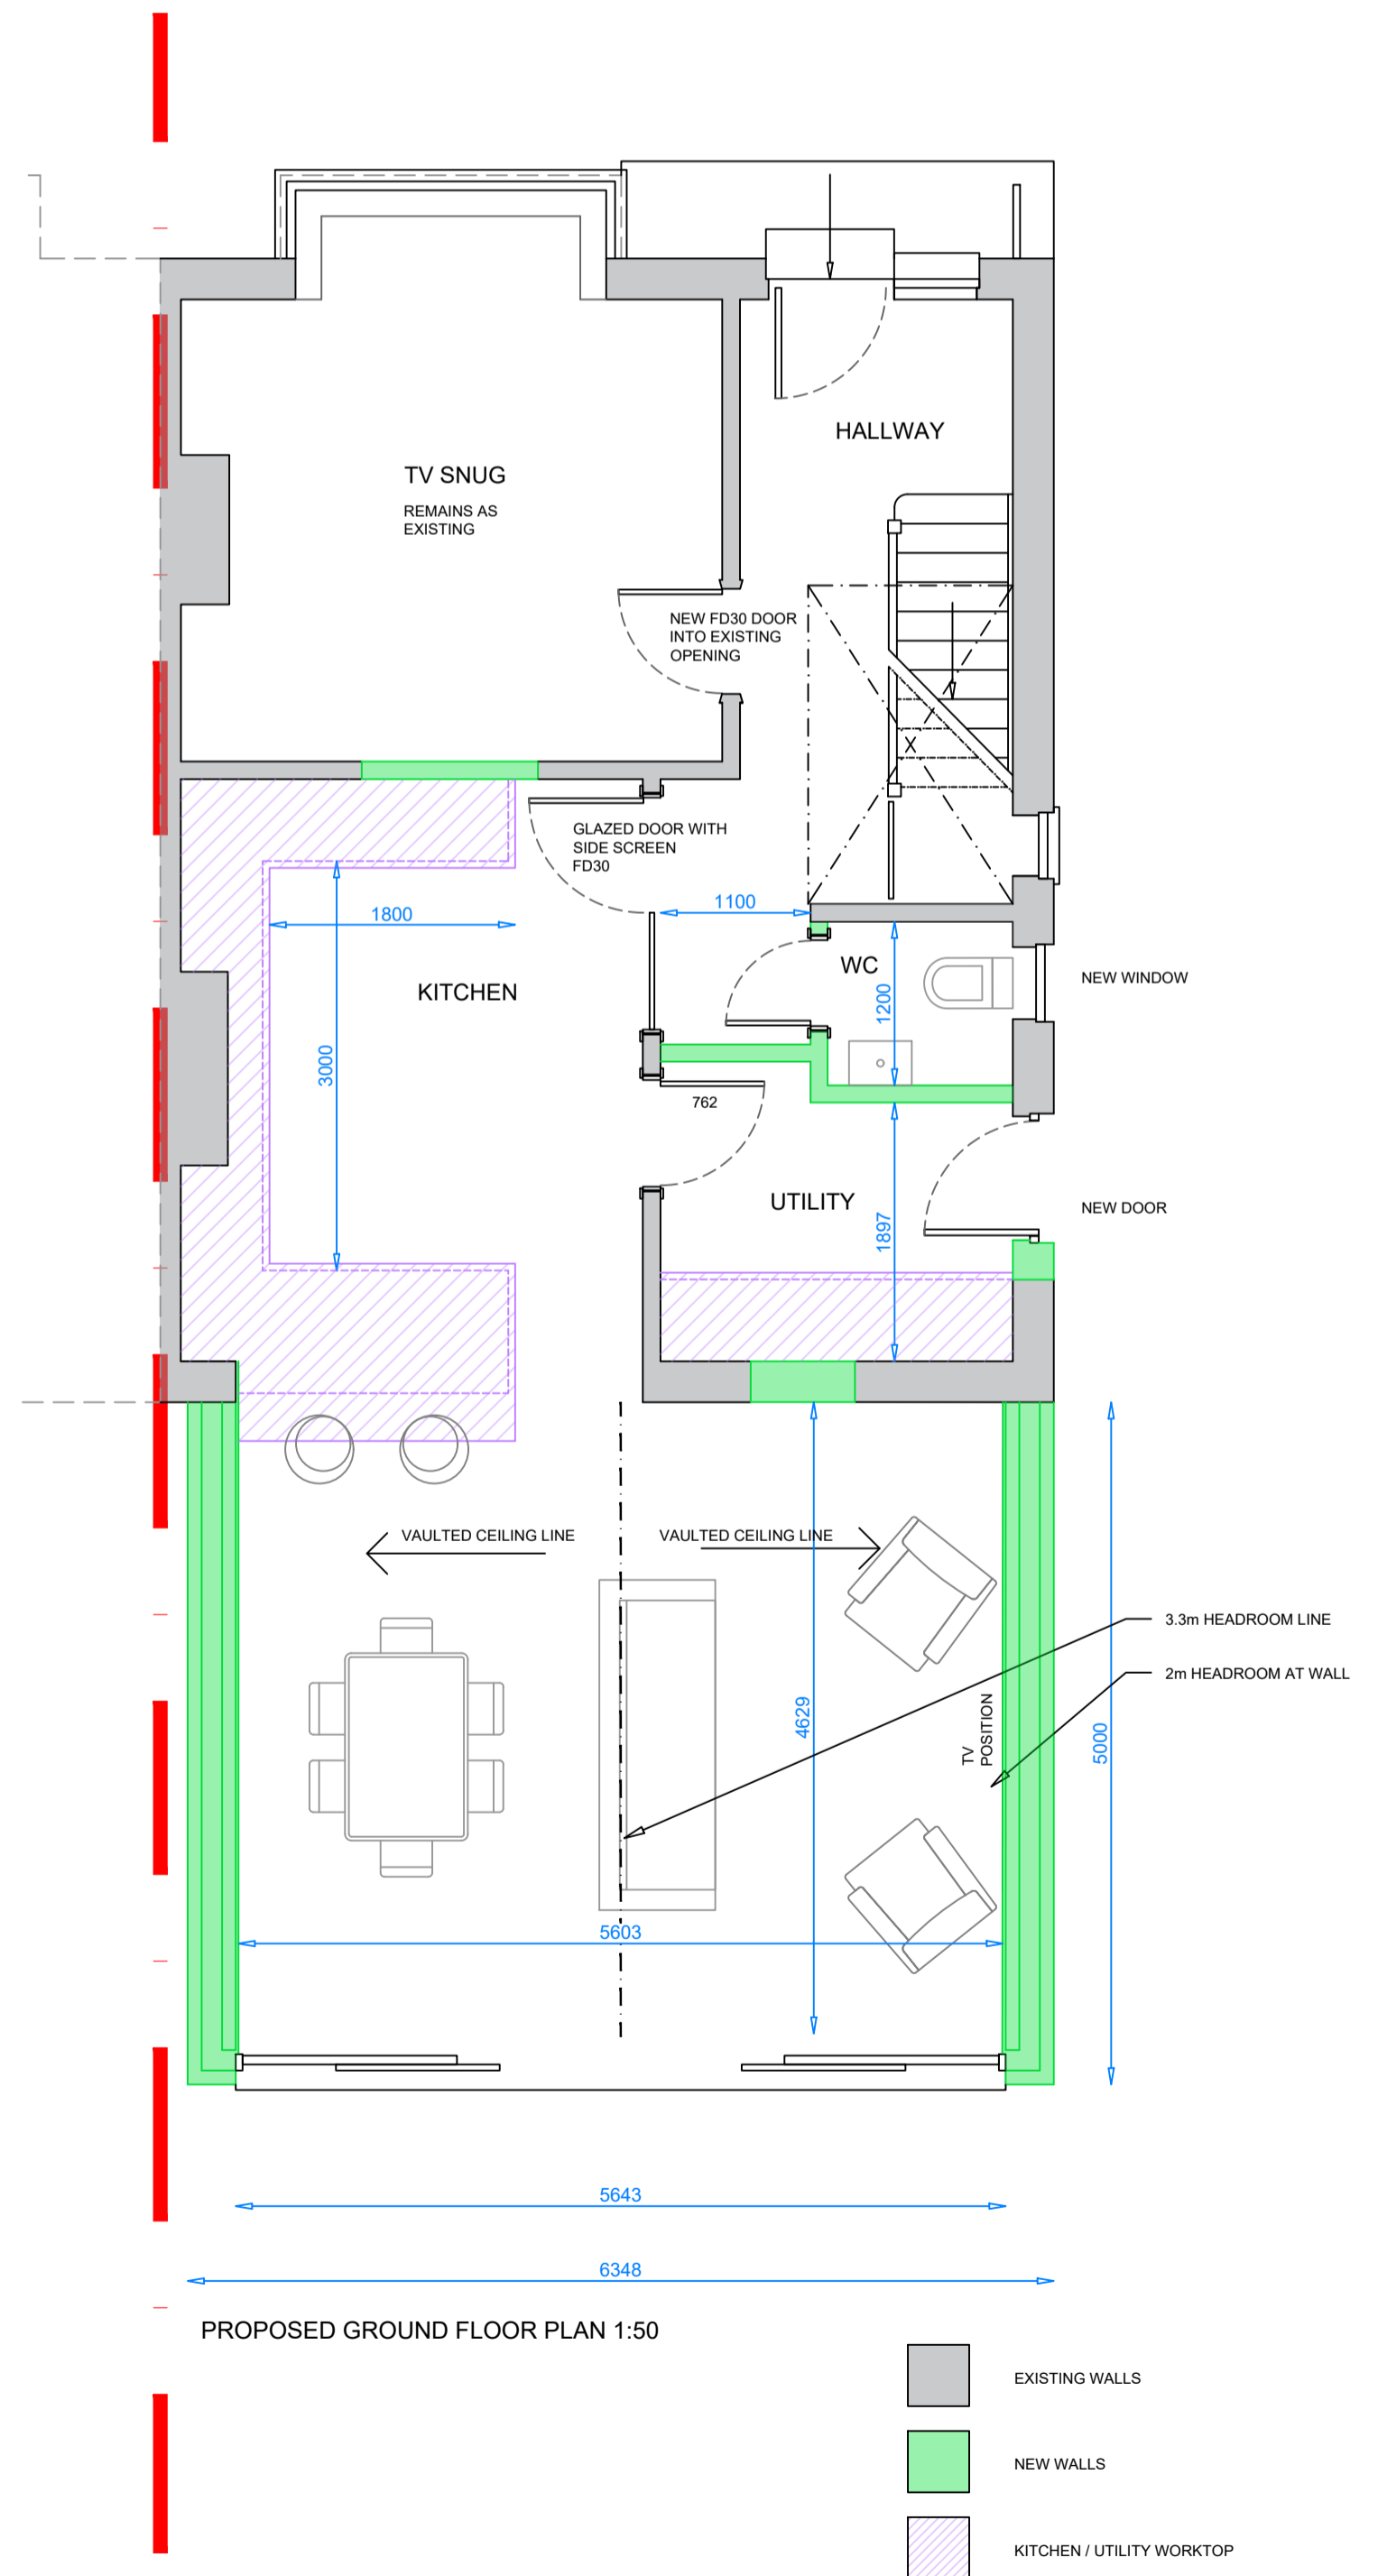 HALLWAY
TV SNUG
REMAINS AS
EXISTING
NEW FD30 DOOR
INTO EXISTING
OPENING
X
GLAZED DOOR WITH
SIDE SCREEN
FD30
1800
1100
KITCHEN
WC
NEW WINDOW
1200
3000
762
UTILITY
NEW DOOR
1897
VAULTED CEILING LINE
VAULTED CEILING LINE
3.3m HEADROOM LINE
2m HEADROOM AT WALL
TV
POSITION
4629
5000
5603
5643
6348
PROPOSED GROUND FLOOR PLAN 1:50
EXISTING WALLS
NEW WALLS
KITCHEN / UTILITY WORKTOP